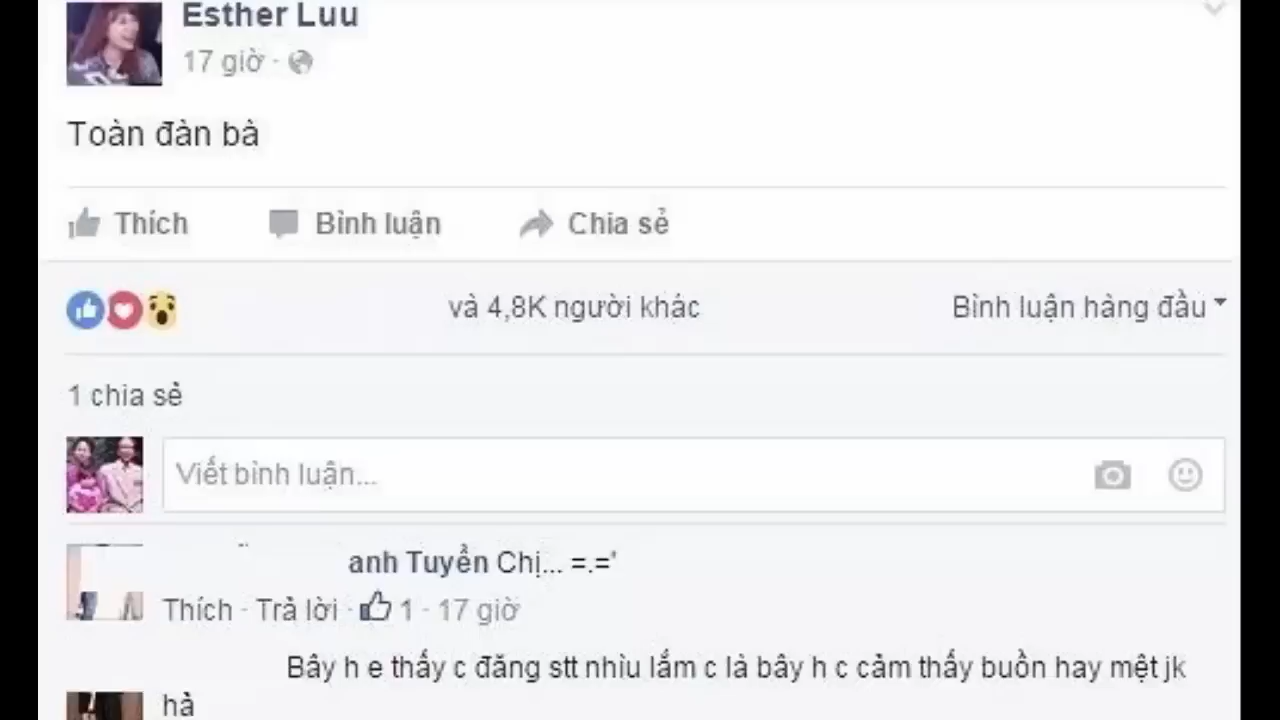 Esther Luu
17 giờ ·
Toàn đàn bà
Thích Bình luận Chia sẻ
và 4,8K người khác Bình luận hàng đầu
1 chia sẻ
Viết bình luận...
anh Tuyển Chị... =.='
Thích · Trả lời · 1 · 17 giờ
Bây h e thấy c đăng stt nhìu lắm c là bây h c cảm thấy buồn hay mệt jk
hả